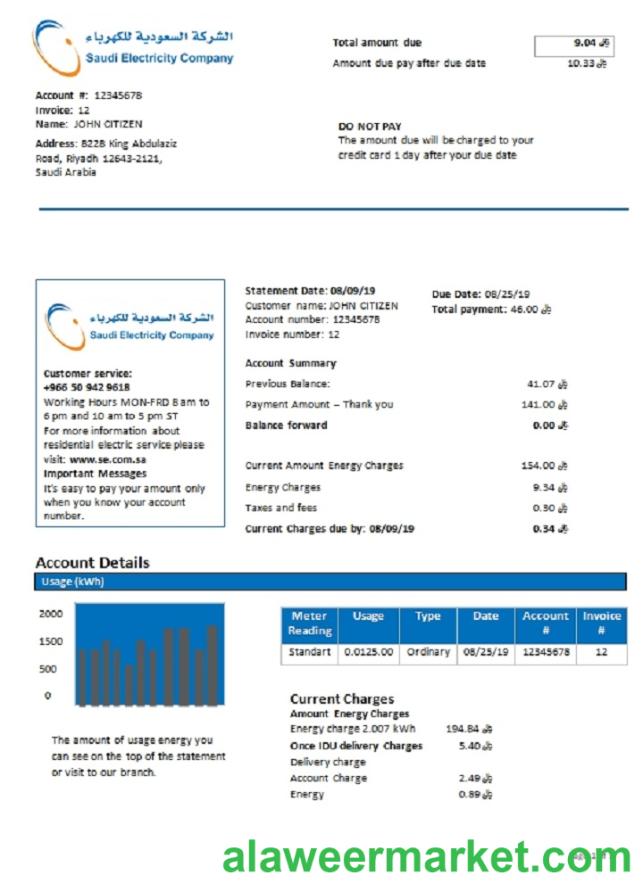 الشركة السعودية للكهرباء
Saudi Electricity Company
Total amount due 9.04 ﷼
Amount due pay after due date 10.33 ﷼
Account #: 12345678
Invoice: 12
Name: JOHN CITIZEN
Address: 8228 King Abdulaziz
Road, Riyadh 12643-2121,
Saudi Arabia
DO NOT PAY
The amount due will be charged to your
credit card 1 day after your due date
الشركة السعودية للكهرباء
Saudi Electricity Company
Customer service:
+966 50 942 9618
Working Hours MON-FRD 8 am to
6 pm and 10 am to 5 pm ST
For more information about
residential electric service please
visit: www.se.com.sa
Important Messages
It's easy to pay your amount only
when you know your account
number.
Statement Date: 08/09/19
Customer name: JOHN CITIZEN
Account number: 12345678
Invoice number: 12
Due Date: 08/25/19
Total payment: 46.00 ﷼
Account Summary
Previous Balance: 41.07 ﷼
Payment Amount – Thank you 141.00 ﷼
Balance forward 0.00 ﷼
Current Amount Energy Charges 154.00 ﷼
Energy Charges 9.34 ﷼
Taxes and fees 0.30 ﷼
Current Charges due by: 08/09/19 0.34 ﷼
Account Details
Usage (kWh)
2000
1500
500
0
The amount of usage energy you
can see on the top of the statement
or visit to our branch.
Meter Reading Usage Type Date Account # Invoice #
Standart 0.0125.00 Ordinary 08/25/19 12345678 12
Current Charges
Amount Energy Charges
Energy charge 2.007 kWh 194.84 ﷼
Once IDU delivery Charges 5.40 ﷼
Delivery charge
Account Charge 2.49 ﷼
Energy 0.89 ﷼
alaweermarket.com